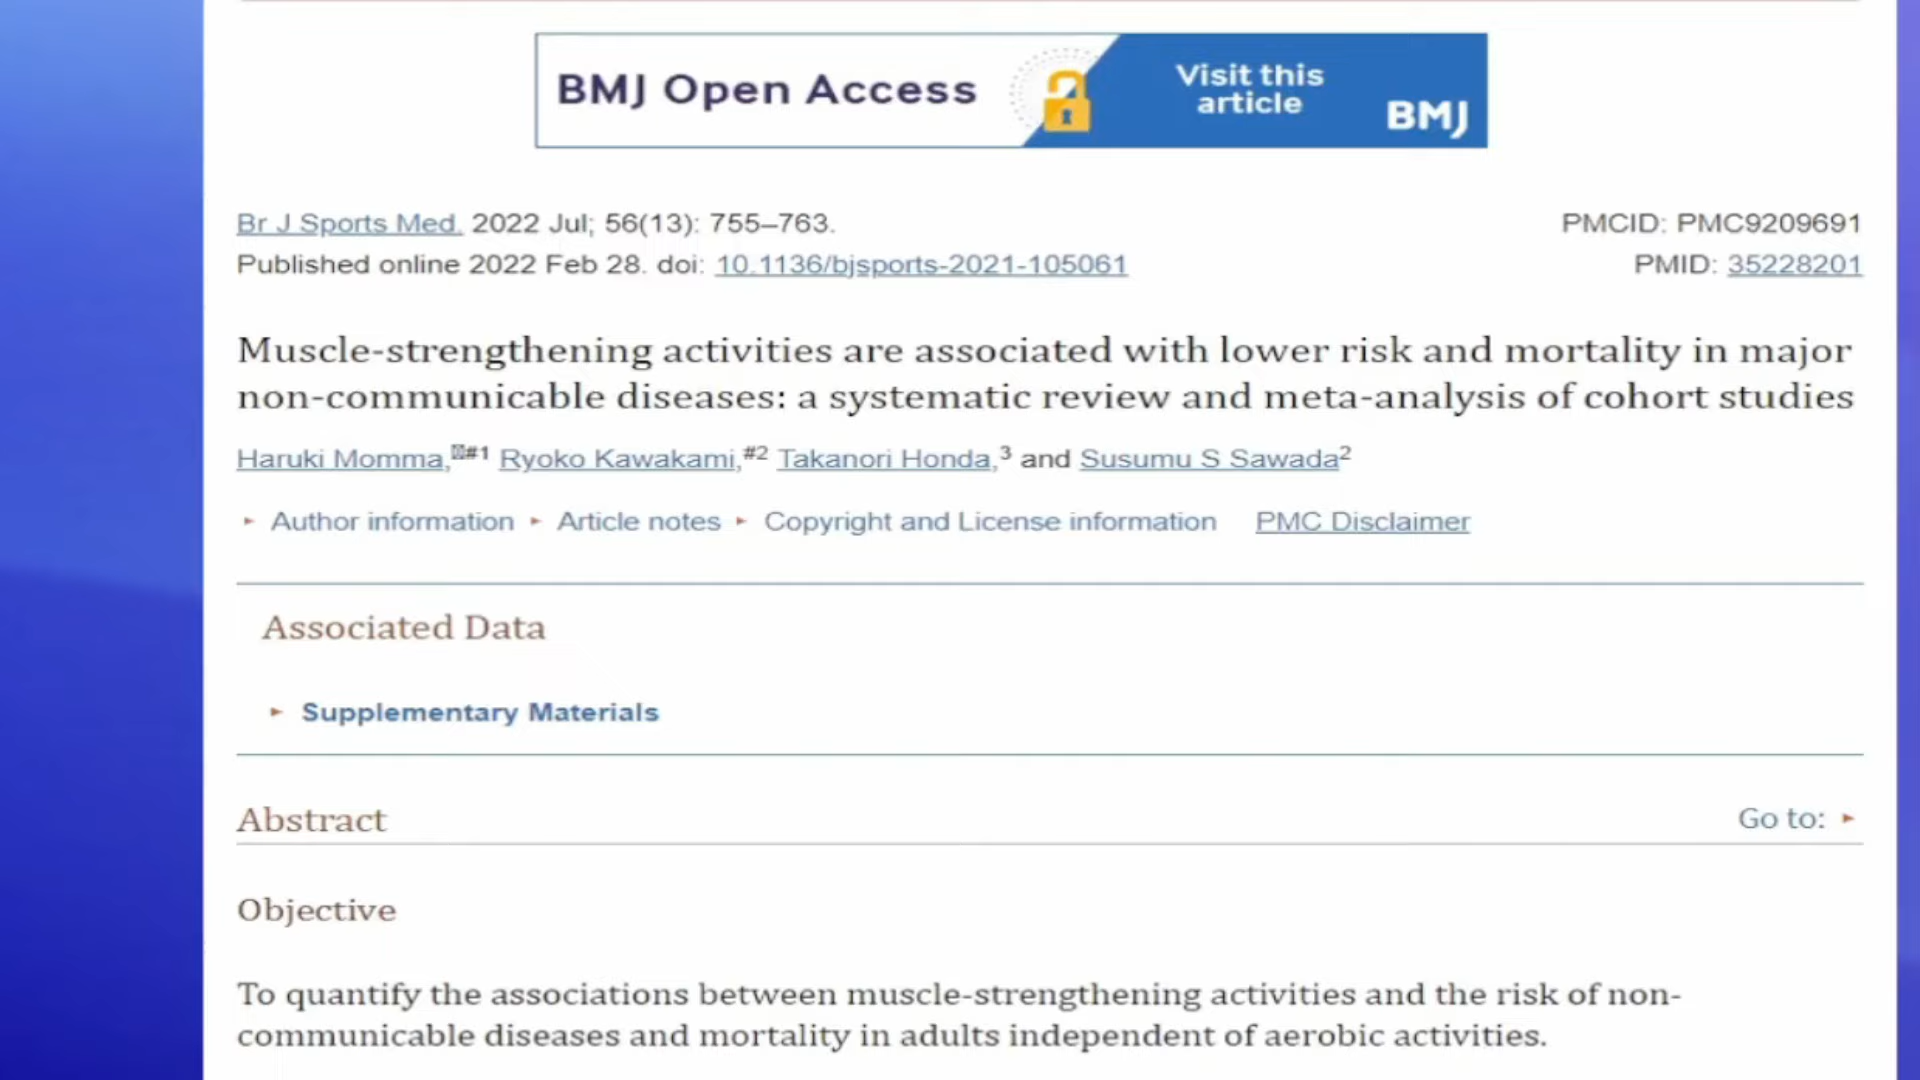 BMJ Open Access
Visit this
article
BMJ
Br J Sports Med. 2022 Jul; 56(13): 755–763.
PMCID: PMC9209691
Published online 2022 Feb 28. doi: 10.1136/bjsports-2021-105061
PMID: 35228201
Muscle-strengthening activities are associated with lower risk and mortality in major
non-communicable diseases: a systematic review and meta-analysis of cohort studies
Haruki Momma,#1 Ryoko Kawakami,#2 Takanori Honda,3 and Susumu S Sawada2
Author information Article notes Copyright and License information PMC Disclaimer
Associated Data
Supplementary Materials
Abstract
Go to:
Objective
To quantify the associations between muscle-strengthening activities and the risk of non-
communicable diseases and mortality in adults independent of aerobic activities.